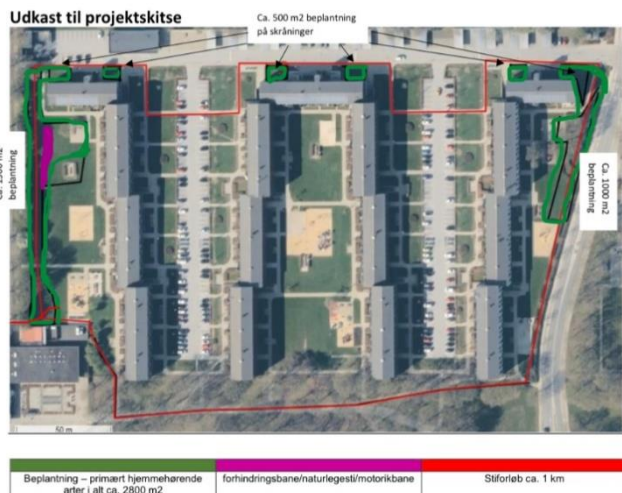 Udkast til projektskitse
Ca. 500 m2 beplantning
på skråninger
beplantning
Ca. 1000 m2
beplantning
50 m
Beplantning – primært hjemmehørende
arter i alt ca. 2800 m2
forhindringsbane/naturlegesti/motorikbane
Stiforløb ca. 1 km